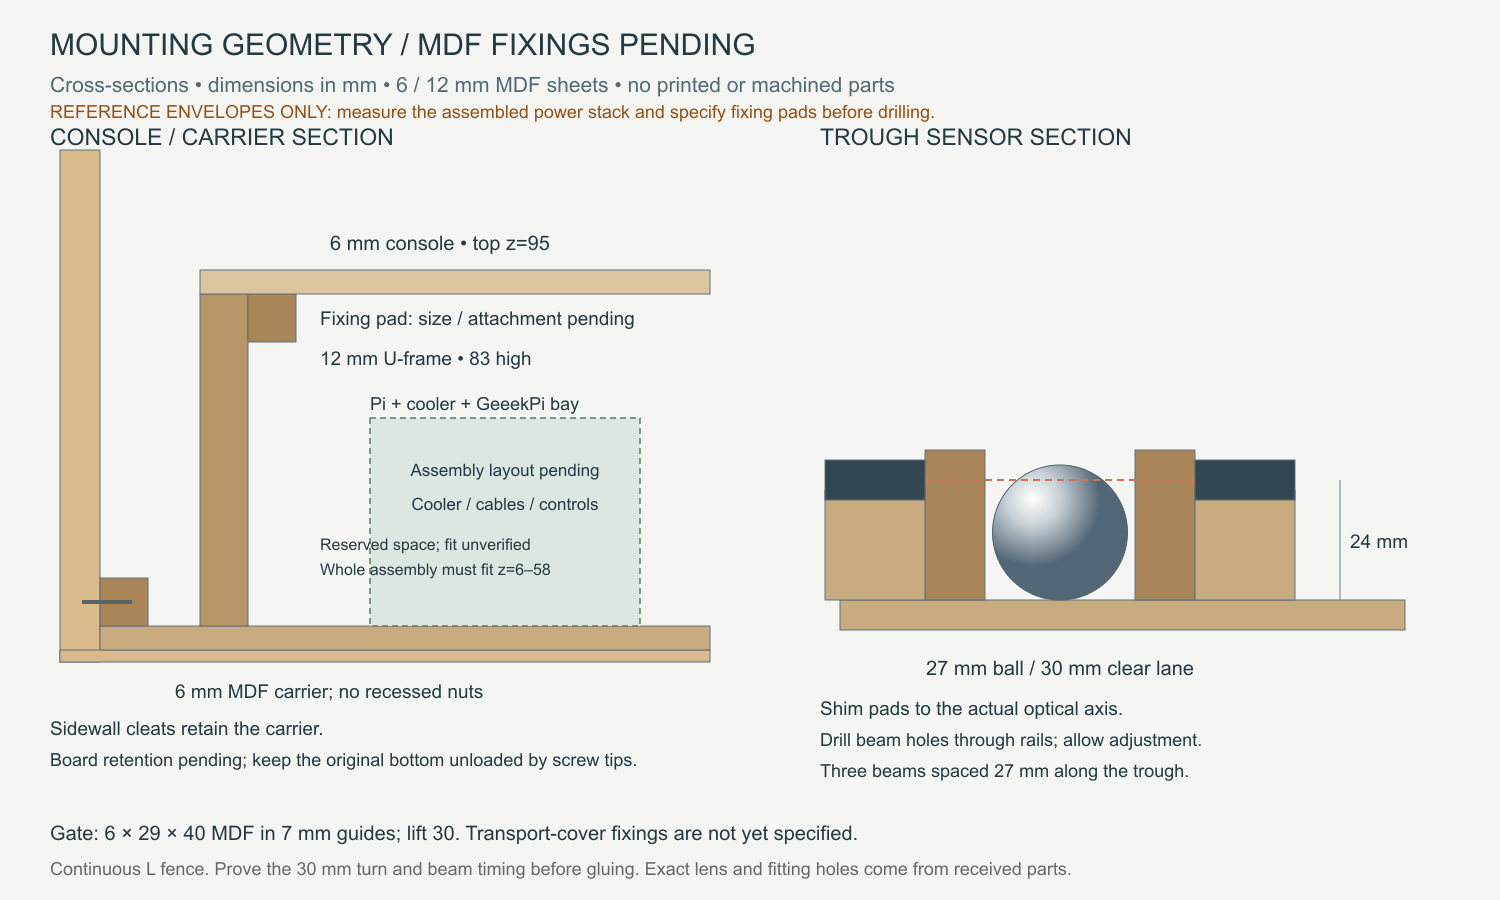 MOUNTING GEOMETRY / MDF FIXINGS PENDING
Cross-sections • dimensions in mm • 6 / 12 mm MDF sheets • no printed or machined parts
REFERENCE ENVELOPES ONLY: measure the assembled power stack and specify fixing pads before drilling.
CONSOLE / CARRIER SECTION
6 mm console • top z=95
Fixing pad: size / attachment pending
12 mm U-frame • 83 high
Pi + cooler + GeeekPi bay
Assembly layout pending
Cooler / cables / controls
Reserved space; fit unverified
Whole assembly must fit z=6–58
6 mm MDF carrier; no recessed nuts
Sidewall cleats retain the carrier.
Board retention pending; keep the original bottom unloaded by screw tips.
TROUGH SENSOR SECTION
24 mm
27 mm ball / 30 mm clear lane
Shim pads to the actual optical axis.
Drill beam holes through rails; allow adjustment.
Three beams spaced 27 mm along the trough.
Gate: 6 × 29 × 40 MDF in 7 mm guides; lift 30. Transport-cover fixings are not yet specified.
Continuous L fence. Prove the 30 mm turn and beam timing before gluing. Exact lens and fitting holes come from received parts.